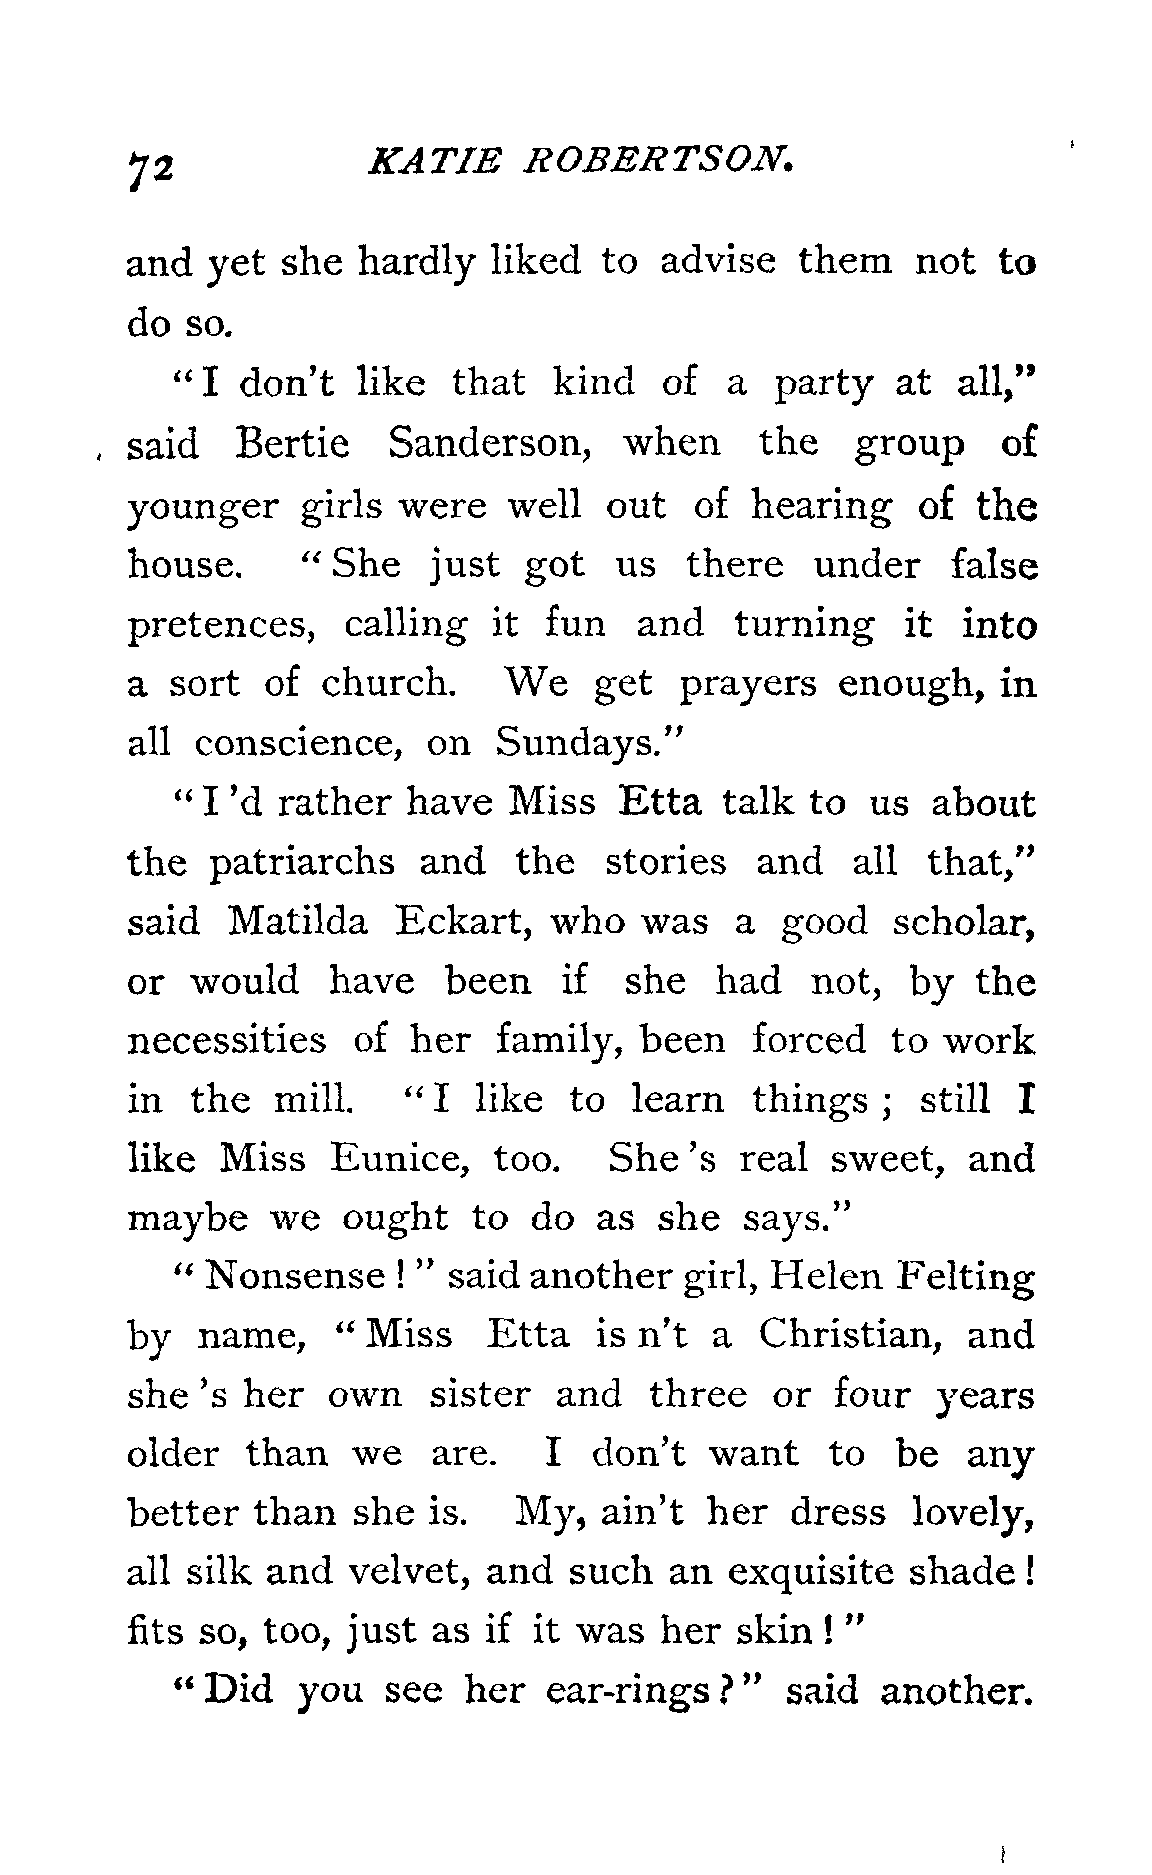 72 KATIE ROBERTSON.
and yet she hardly liked to advise them not to
do so.
"I don't like that kind of a party at all,"
said Bertie Sanderson, when the group of
younger girls were well out of hearing of the
house. "She just got us there under false
pretences, calling it fun and turning it into
a sort of church. We get prayers enough, in
all conscience, on Sundays."
"I 'd rather have Miss Etta talk to us about
the patriarchs and the stories and all that,"
said Matilda Eckart, who was a good scholar,
or would have been if she had not, by the
necessities of her family, been forced to work
in the mill. "I like to learn things ; still I
like Miss Eunice, too. She 's real sweet, and
maybe we ought to do as she says."
"Nonsense!" said another girl, Helen Felting
by name, "Miss Etta is n't a Christian, and
she 's her own sister and three or four years
older than we are. I don't want to be any
better than she is. My, ain't her dress lovely,
all silk and velvet, and such an exquisite shade!
fits so, too, just as if it was her skin!"
"Did you see her ear-rings?" said another.